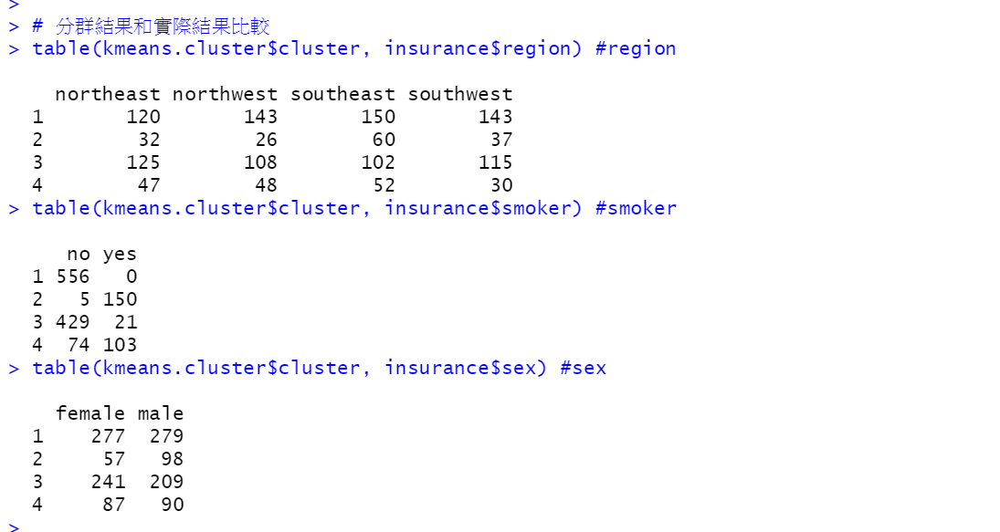 >
> # 分群結果和實際結果比較
> table(kmeans.cluster$cluster, insurance$region) #region
northeast northwest southeast southwest
1 120 143 150 143
2 32 26 60 37
3 125 108 102 115
4 47 48 52 30
> table(kmeans.cluster$cluster, insurance$smoker) #smoker
no yes
1 556 0
2 5 150
3 429 21
4 74 103
> table(kmeans.cluster$cluster, insurance$sex) #sex
female male
1 277 279
2 57 98
3 241 209
4 87 90
>